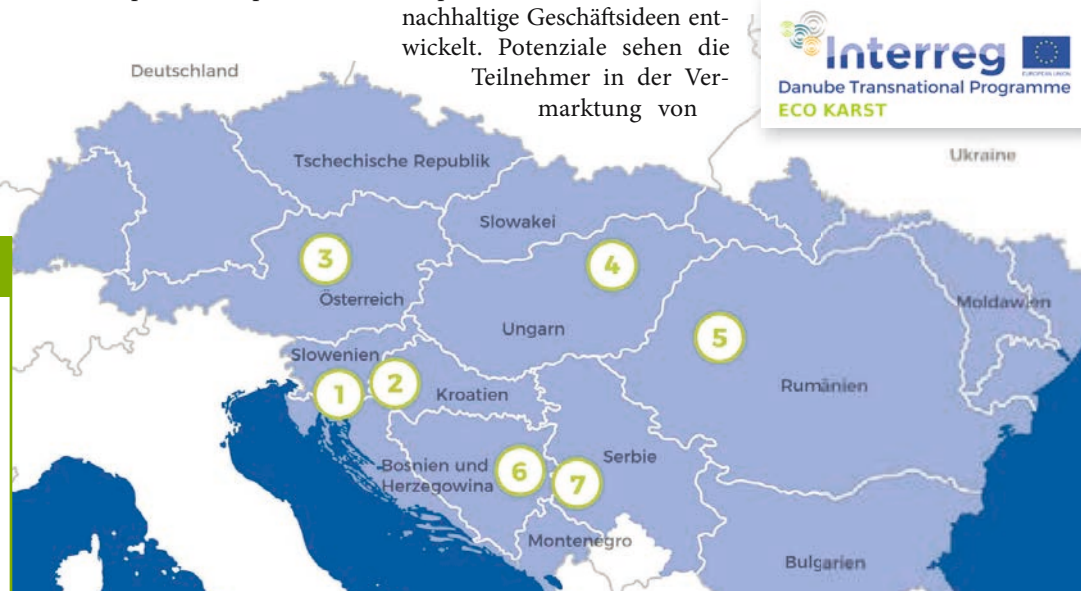 nachhaltige Geschäftsideen ent-
wickelt. Potenziale sehen die
Teilnehmer in der Ver-
marktung von
Interreg
EUROPEAN UNION
Danube Transnational Programme
ECO KARST
Deutschland
Tschechische Republik
Ukraine
Slowakei
3
4
Österreich
Moldawien
Ungarn
5
Slowenien
1
2
Kroatien
Rumänien
Bosnien und
Herzegowina
6
7
Serbie
Montenegro
Bulgarien